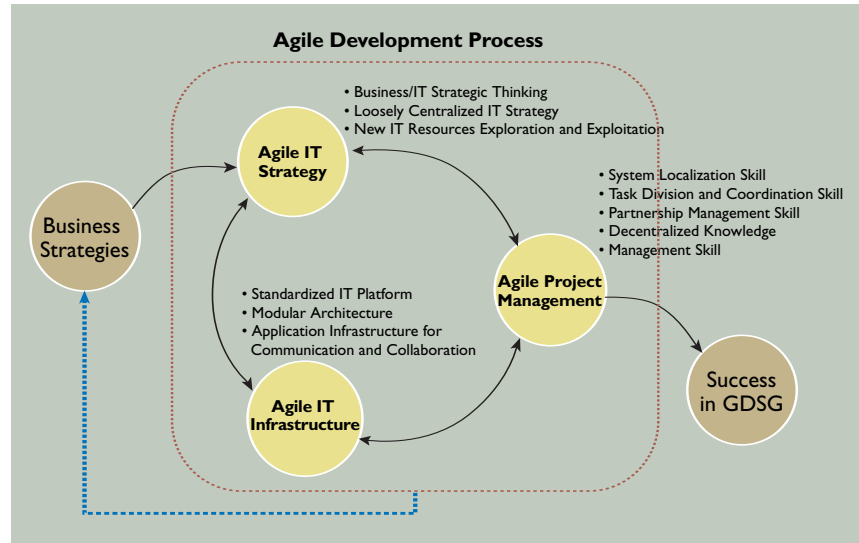 Agile Development Process
• Business/IT Strategic Thinking
• Loosely Centralized IT Strategy
• New IT Resources Exploration and Exploitation
Agile IT
Strategy
• System Localization Skill
• Task Division and Coordination Skill
• Partnership Management Skill
• Decentralized Knowledge
• Management Skill
Business
Strategies
Agile Project
Management
• Standardized IT Platform
• Modular Architecture
• Application Infrastructure for
Communication and Collaboration
Agile IT
Infrastructure
Success
in GDSG